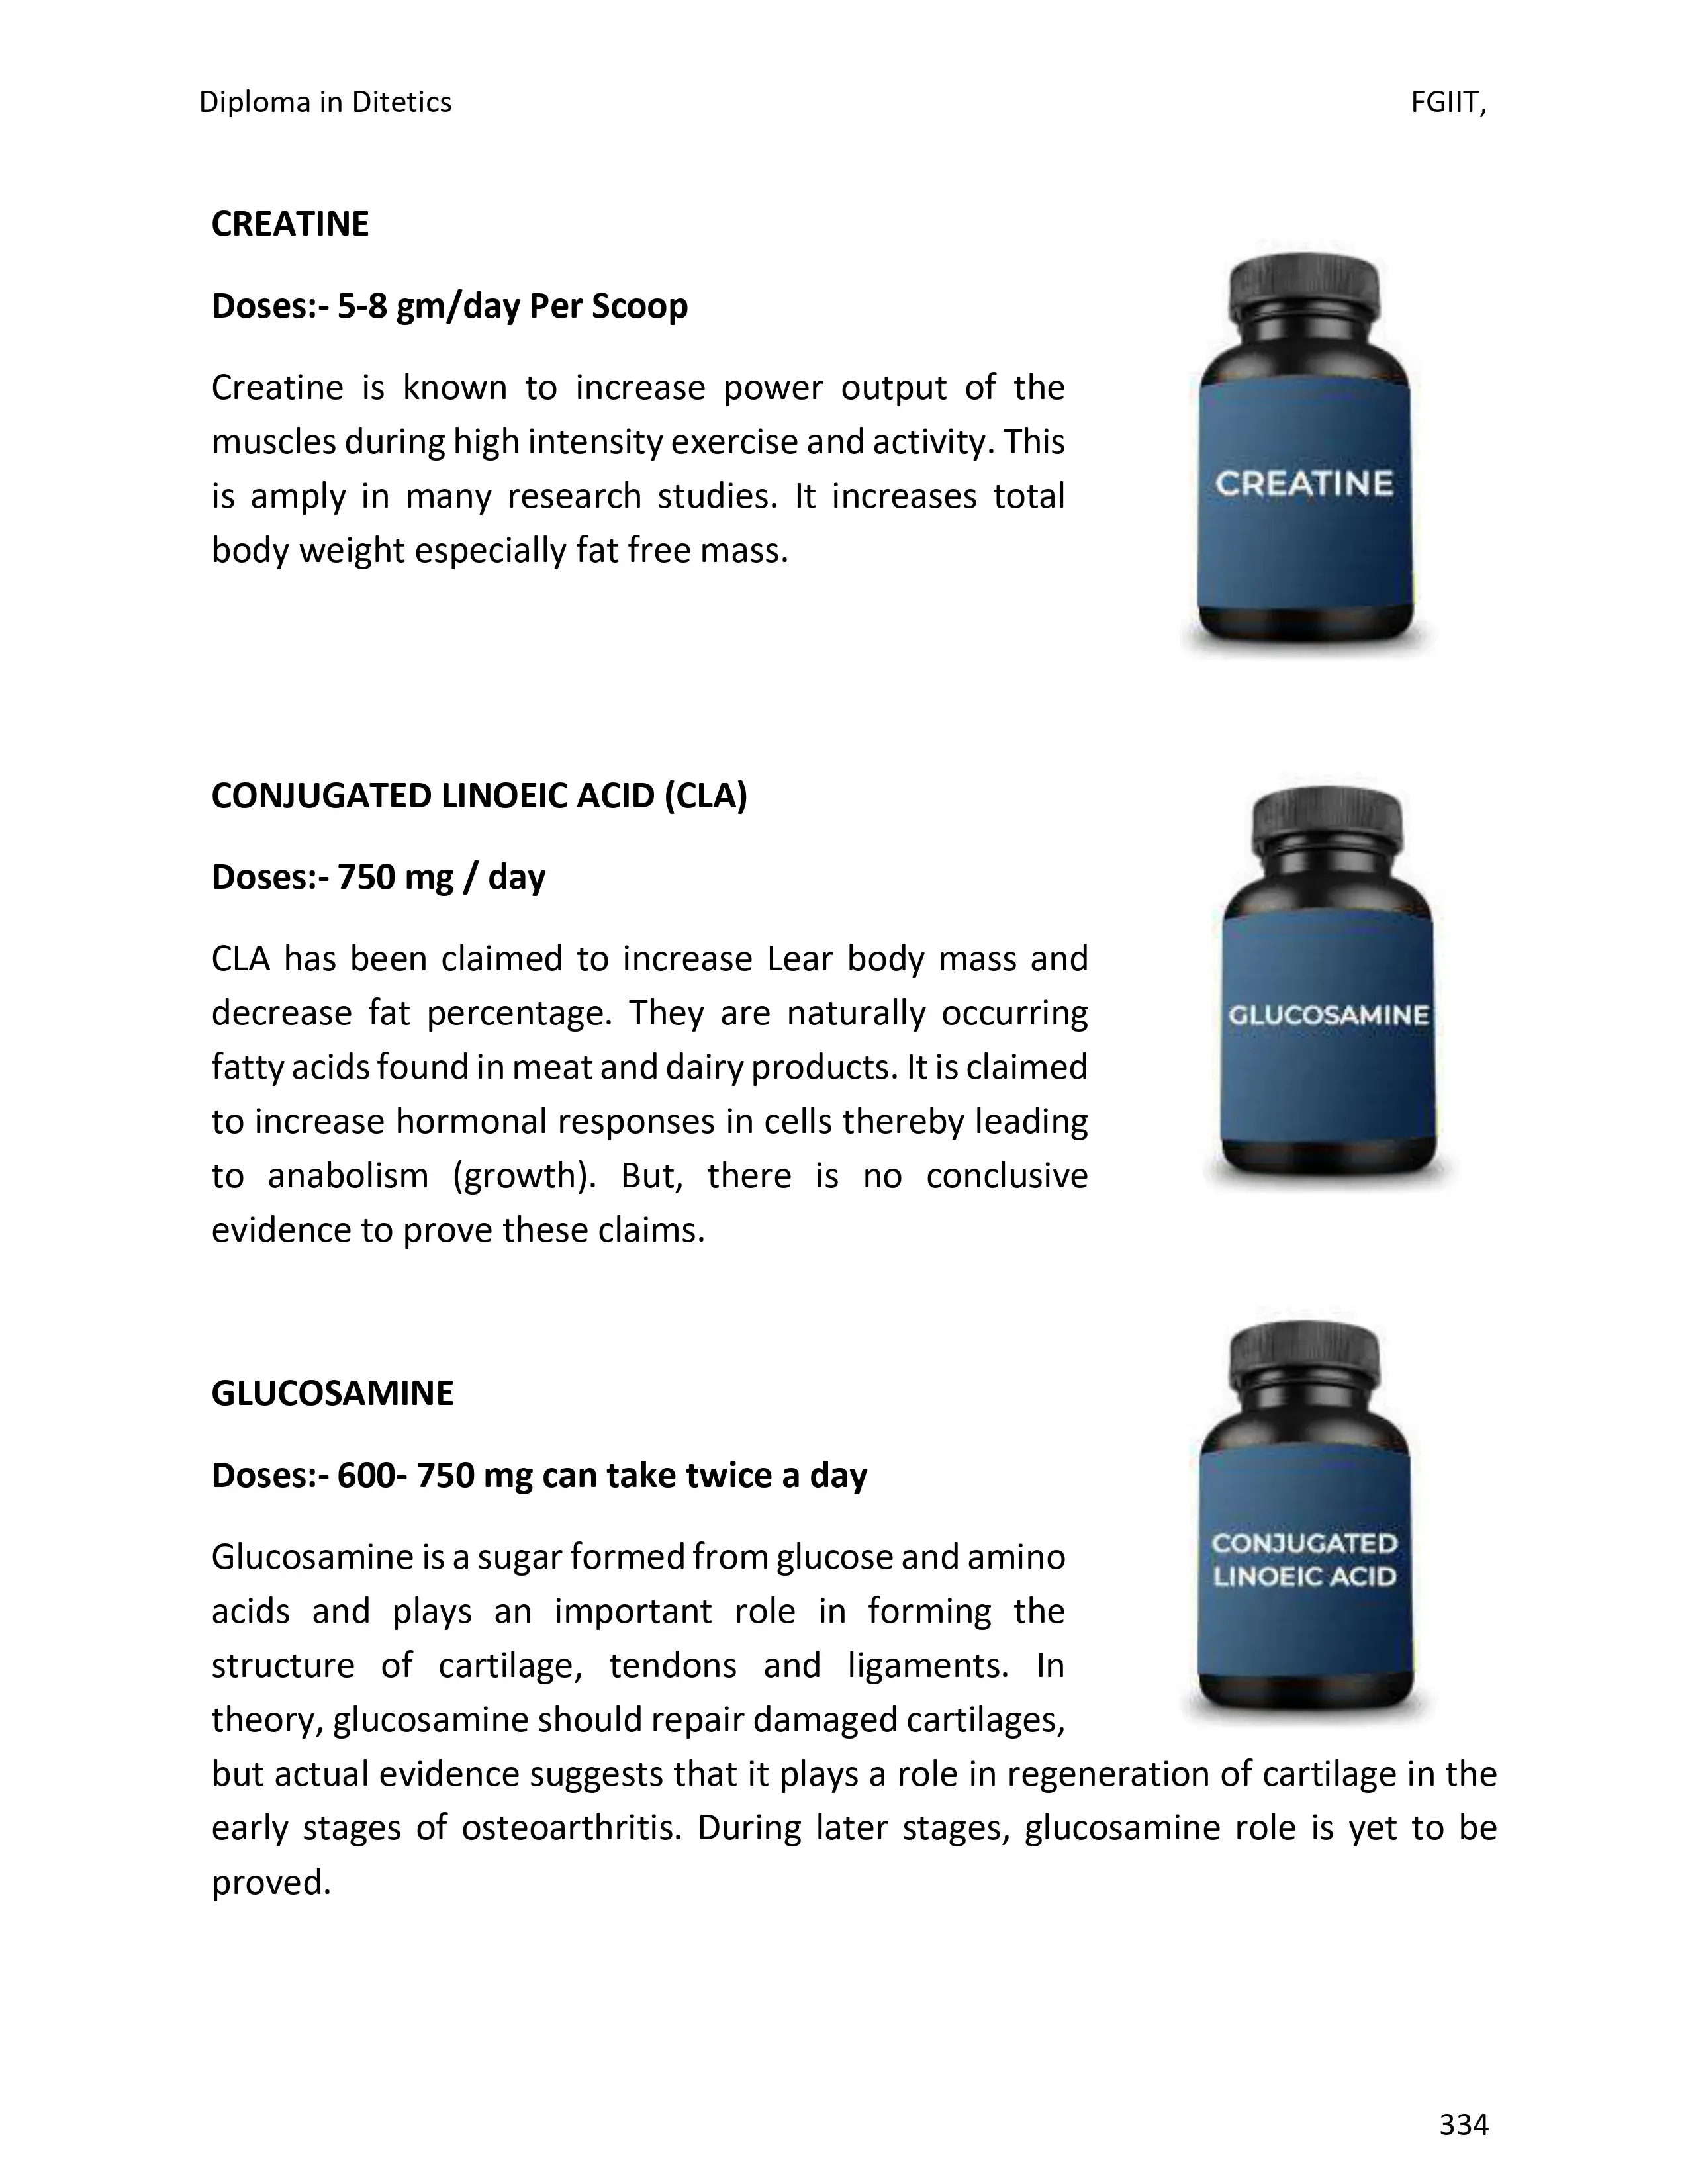 Diploma in Ditetics FGIIT,
CREATINE
Doses:- 5-8 gm/day Per Scoop
Creatine is known to increase power output of the
muscles during high intensity exercise and activity. This
is amply in many research studies. It increases total
body weight especially fat free mass.
CREATINE
CONJUGATED LINOEIC ACID (CLA)
Doses:- 750 mg / day
CLA has been claimed to increase Lear body mass and
decrease fat percentage. They are naturally occurring
fatty acids found in meat and dairy products. It is claimed
to increase hormonal responses in cells thereby leading
to anabolism (growth). But, there is no conclusive
evidence to prove these claims.
GLUCOSAMINE
GLUCOSAMINE
Doses:- 600- 750 mg can take twice a day
Glucosamine is a sugar formed from glucose and amino
acids and plays an important role in forming the
structure of cartilage, tendons and ligaments. In
theory, glucosamine should repair damaged cartilages,
but actual evidence suggests that it plays a role in regeneration of cartilage in the
early stages of osteoarthritis. During later stages, glucosamine role is yet to be
proved.
CONJUGATED
LINOEIC ACID
334